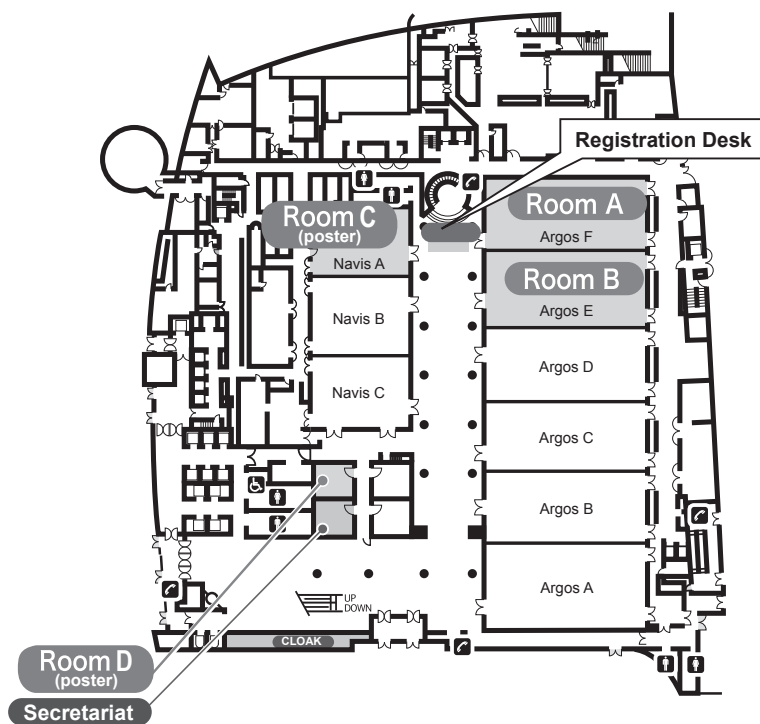 Registration Desk
Room A
Argos F
Room C
(poster)
Navis A
Room B
Argos E
Navis B
Argos D
Navis C
Argos C
Argos B
Argos A
UP
DOWN
CLOAK
Room D
(poster)
Secretariat